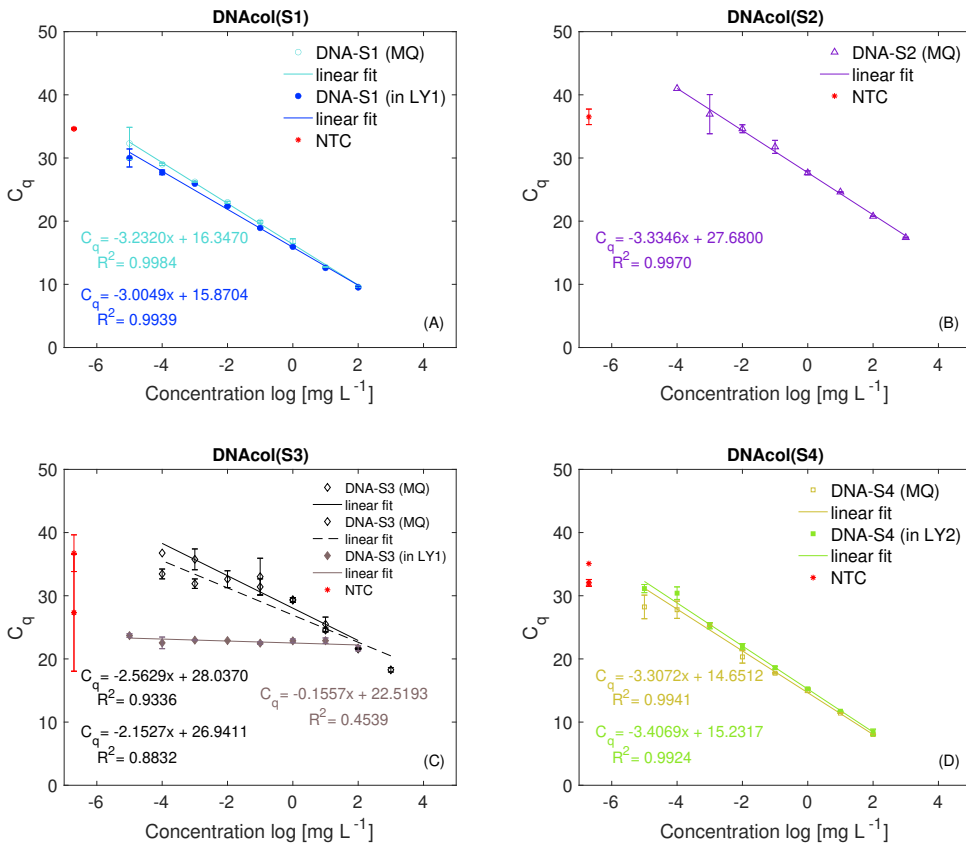 DNAcol(S1)
50
40
30
20
10
0
C_q
DNA-S1 (MQ)
linear fit
DNA-S1 (in LY1)
linear fit
NTC
C_q = -3.2320x + 16.3470
R^2 = 0.9984
C_q = -3.0049x + 15.8704
R^2 = 0.9939
(A)
-6 -4 -2 0 2 4
Concentration log [mg L^-1]
DNAcol(S2)
50
40
30
20
10
0
C_q
DNA-S2 (MQ)
linear fit
NTC
C_q = -3.3346x + 27.6800
R^2 = 0.9970
(B)
-6 -4 -2 0 2 4
Concentration log [mg L^-1]
DNAcol(S3)
50
40
30
20
10
0
C_q
DNA-S3 (MQ)
linear fit
DNA-S3 (MQ)
linear fit
DNA-S3 (in LY1)
linear fit
NTC
C_q = -2.5629x + 28.0370
R^2 = 0.9336
C_q = -0.1557x + 22.5193
R^2 = 0.4539
C_q = -2.1527x + 26.9411
R^2 = 0.8832
(C)
-6 -4 -2 0 2 4
Concentration log [mg L^-1]
DNAcol(S4)
50
40
30
20
10
0
C_q
DNA-S4 (MQ)
linear fit
DNA-S4 (in LY2)
linear fit
NTC
C_q = -3.3072x + 14.6512
R^2 = 0.9941
C_q = -3.4069x + 15.2317
R^2 = 0.9924
(D)
-6 -4 -2 0 2 4
Concentration log [mg L^-1]